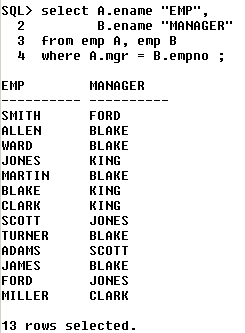 SQL> select A.ename "EMP",
2 B.ename "MANAGER"
3 from emp A, emp B
4 where A.mgr = B.empno ;
EMP MANAGER
---------- ----------
SMITH FORD
ALLEN BLAKE
WARD BLAKE
JONES KING
MARTIN BLAKE
BLAKE KING
CLARK KING
SCOTT JONES
TURNER BLAKE
ADAMS SCOTT
JAMES BLAKE
FORD JONES
MILLER CLARK
13 rows selected.